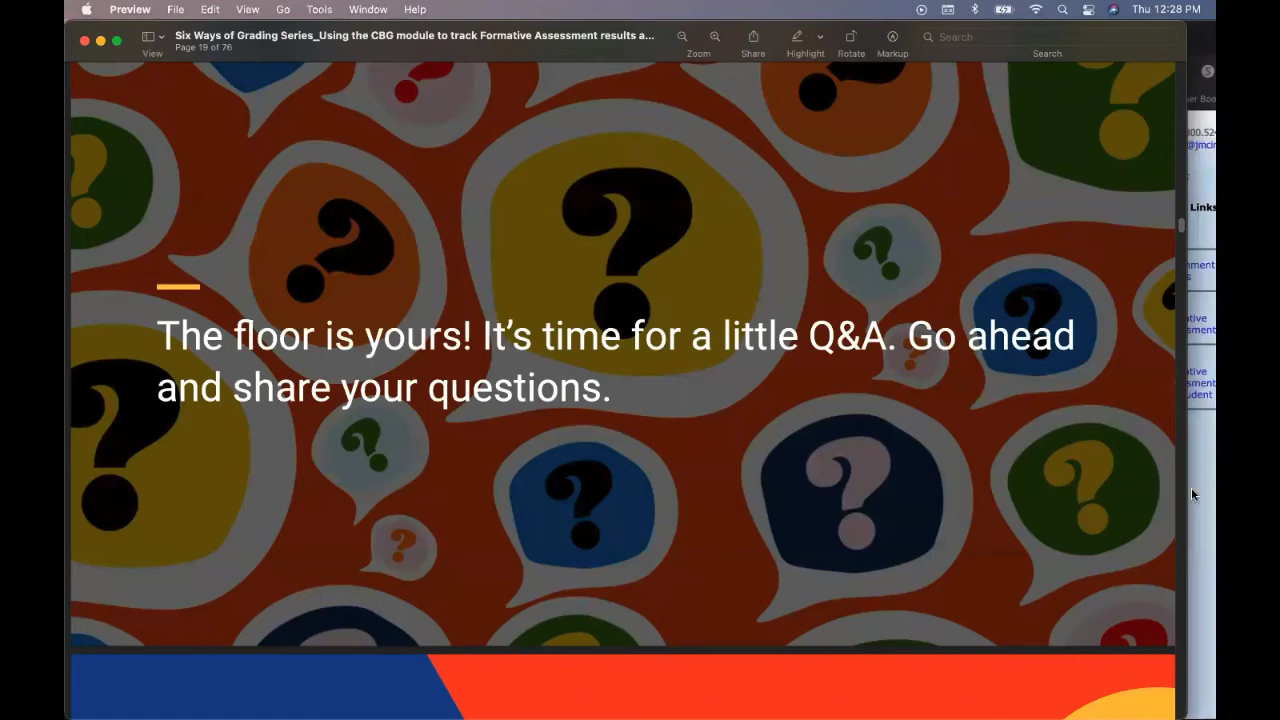 Preview File Edit View Go Tools Window Help Thu 12:28 PM
Six Ways of Grading Series_Using the CBG module to track Formative Assessment results a...
Page 19 of 76
View Zoom Share Highlight Rotate Markup Search
Search
The floor is yours! It's time for a little Q&A. Go ahead
and share your questions.
Links